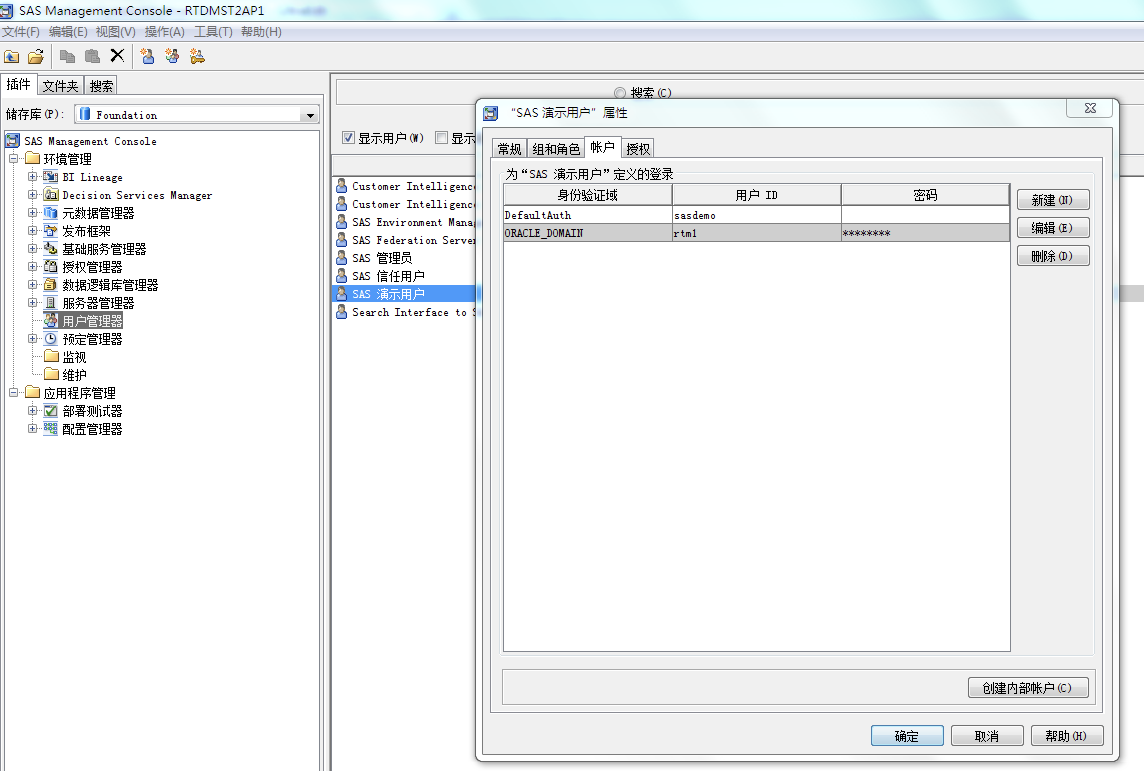 SAS Management Console - RTDMST2AP1
文件(F) 编辑(E) 视图(V) 操作(A) 工具(T) 帮助(H)
插件 文件夹 搜索
储存库(P): Foundation
SAS Management Console
环境管理
BI Lineage
Decision Services Manager
元数据管理器
发布框架
基础服务管理器
授权管理器
数据逻辑库管理器
服务器管理器
用户管理器
预定管理器
监视
维护
应用程序管理
部署测试器
配置管理器
搜索(C)
显示用户(W) 显示
Customer Intelligence
Customer Intelligence
SAS Environment Mana
SAS Federation Server
SAS 管理员
SAS 信任用户
SAS 演示用户
Search Interface to S
“SAS 演示用户” 属性
常规 组和角色 帐户 授权
为“SAS 演示用户”定义的登录
身份验证域 用户 ID 密码
DefaultAuth sasdemo
ORACLE_DOMAIN rtm1 ********
新建(N)
编辑(E)
删除(D)
创建内部帐户(C)
确定 取消 帮助(H)